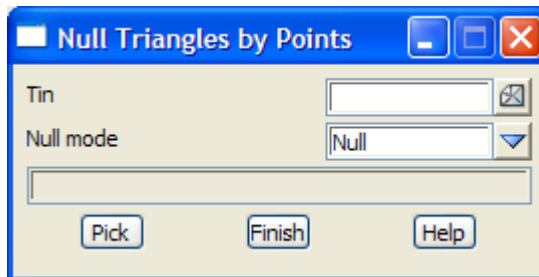 Null Triangles by Points
Tin
Null mode Null
Pick Finish Help